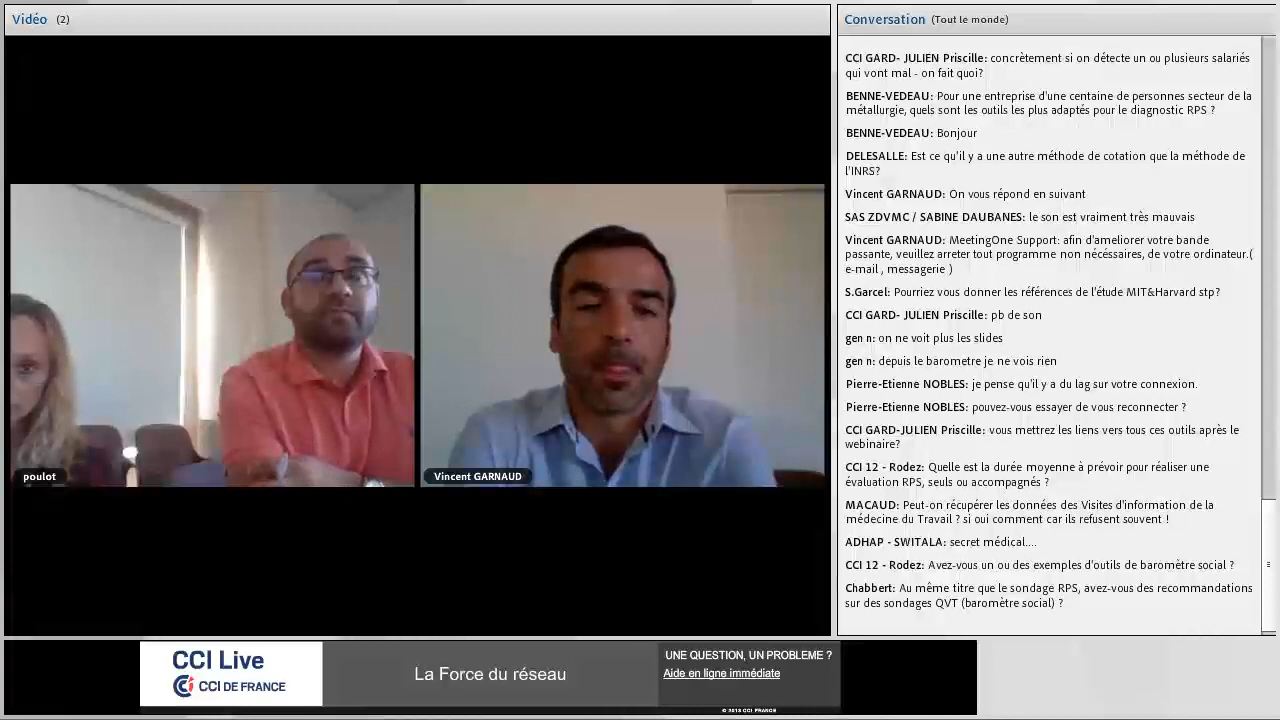 Vidéo (2)
poulot
Vincent GARNAUD
Conversation (Tout le monde)
CCI GARD- JULIEN Priscille: concrètement si on détecte un ou plusieurs salariés
qui vont mal - on fait quoi?
BENNE-VEDEAU: Pour une entreprise d'une centaine de personnes secteur de la
métallurgie, quels sont les outils les plus adaptés pour le diagnostic RPS ?
BENNE-VEDEAU: Bonjour
DELESALLE: Est ce qu'il y a une autre méthode de cotation que la méthode de
l'INRS?
Vincent GARNAUD: On vous répond en suivant
SAS ZDVMC / SABINE DAUBANES: le son est vraiment très mauvais
Vincent GARNAUD: MeetingOne Support: afin d'ameliorer votre bande
passante, veuillez arreter tout programme non nécéssaires, de votre ordinateur.(
e-mail , messagerie )
S.Garcel: Pourriez vous donner les références de l'étude MIT&Harvard stp?
CCI GARD- JULIEN Priscille: pb de son
gen n: on ne voit plus les slides
gen n: depuis le barometre je ne vois rien
Pierre-Etienne NOBLES: je pense qu'il y a du lag sur votre connexion.
Pierre-Etienne NOBLES: pouvez-vous essayer de vous reconnecter ?
CCI GARD-JULIEN Priscille: vous mettrez les liens vers tous ces outils après le
webinaire?
CCI 12 - Rodez: Quelle est la durée moyenne à prévoir pour réaliser une
évaluation RPS, seuls ou accompagnés ?
MACAUD: Peut-on récupérer les données des Visites d'information de la
médecine du Travail ? si oui comment car ils refusent souvent !
ADHAP - SWITALA: secret médical....
CCI 12 - Rodez: Avez-vous un ou des exemples d'outils de baromètre social ?
Chabbert: Au même titre que le sondage RPS, avez-vous des recommandations
sur des sondages QVT (baromètre social) ?
CCI Live
CCI DE FRANCE
La Force du réseau
UNE QUESTION, UN PROBLEME ?
Aide en ligne immédiate
© 2013 CCI FRANCE